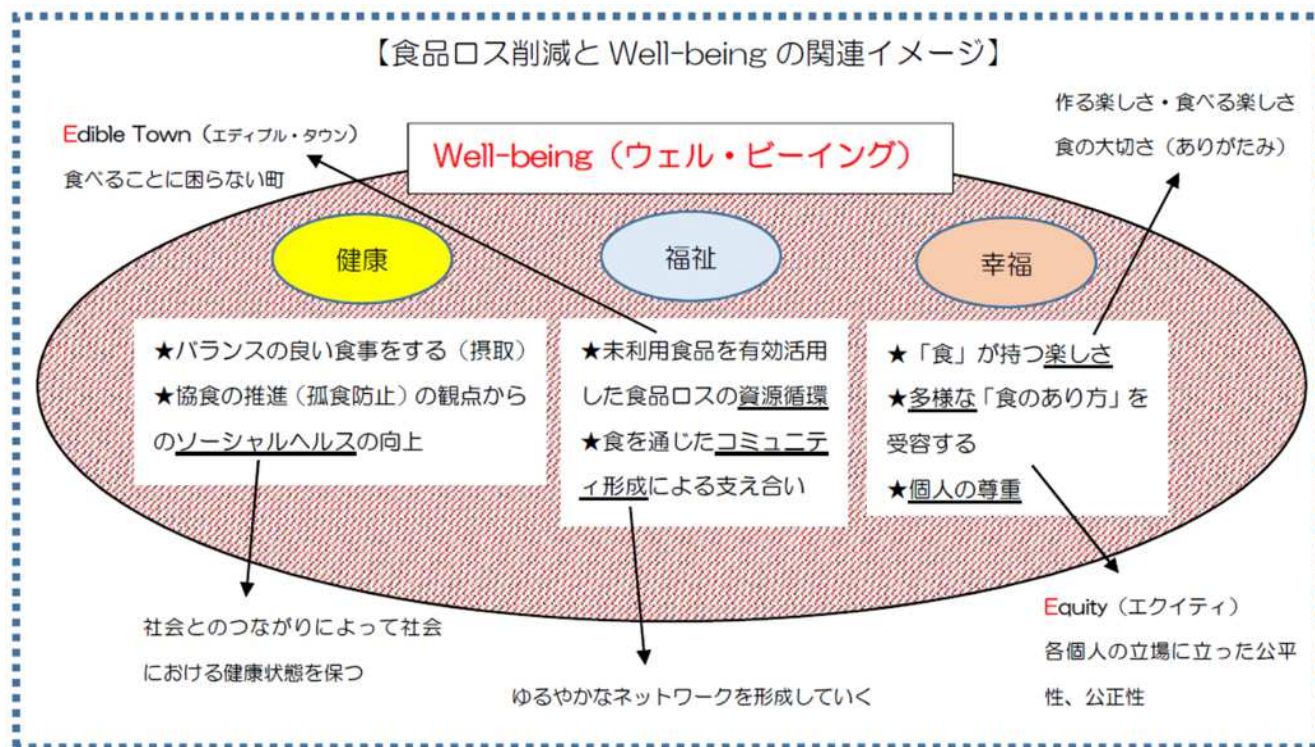 【食品ロス削減と Well-being の関連イメージ】
作る楽しさ・食べる楽しさ
食の大切さ（ありがたみ）
Edible Town（エディブル・タウン）
食べることに困らない町
Well-being（ウェル・ビーイング）
健康
福祉
幸福
★バランスの良い食事をする（摂取）
★協食の推進（孤食防止）の観点から
のソーシャルヘルスの向上
★未利用食品を有効活用
した食品ロスの資源循環
★食を通じたコミュニテ
ィ形成による支え合い
★「食」が持つ楽しさ
★多様な「食のあり方」を
受容する
★個人の尊重
社会とのつながりによって社会
における健康状態を保つ
ゆるやかなネットワークを形成していく
Equity（エクイティ）
各個人の立場に立った公平
性、公正性